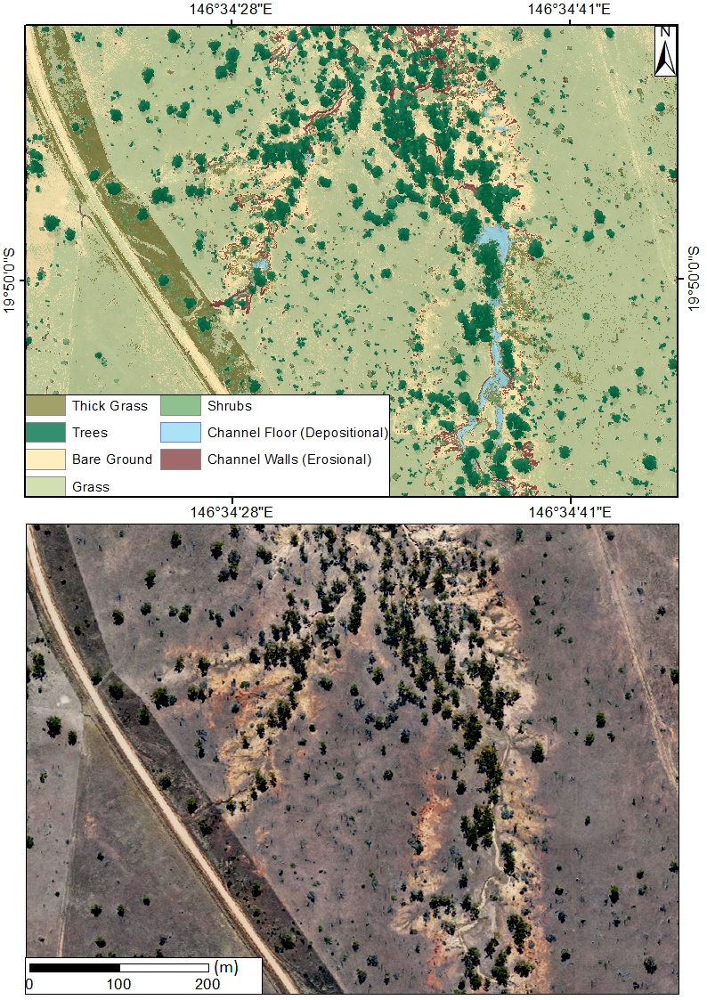 146°34'28"E 146°34'41"E
N
19°50'0"S 19°50'0"S
Thick Grass Shrubs
Trees Channel Floor (Depositional)
Bare Ground Channel Walls (Erosional)
Grass
146°34'28"E 146°34'41"E
(m)
0 100 200